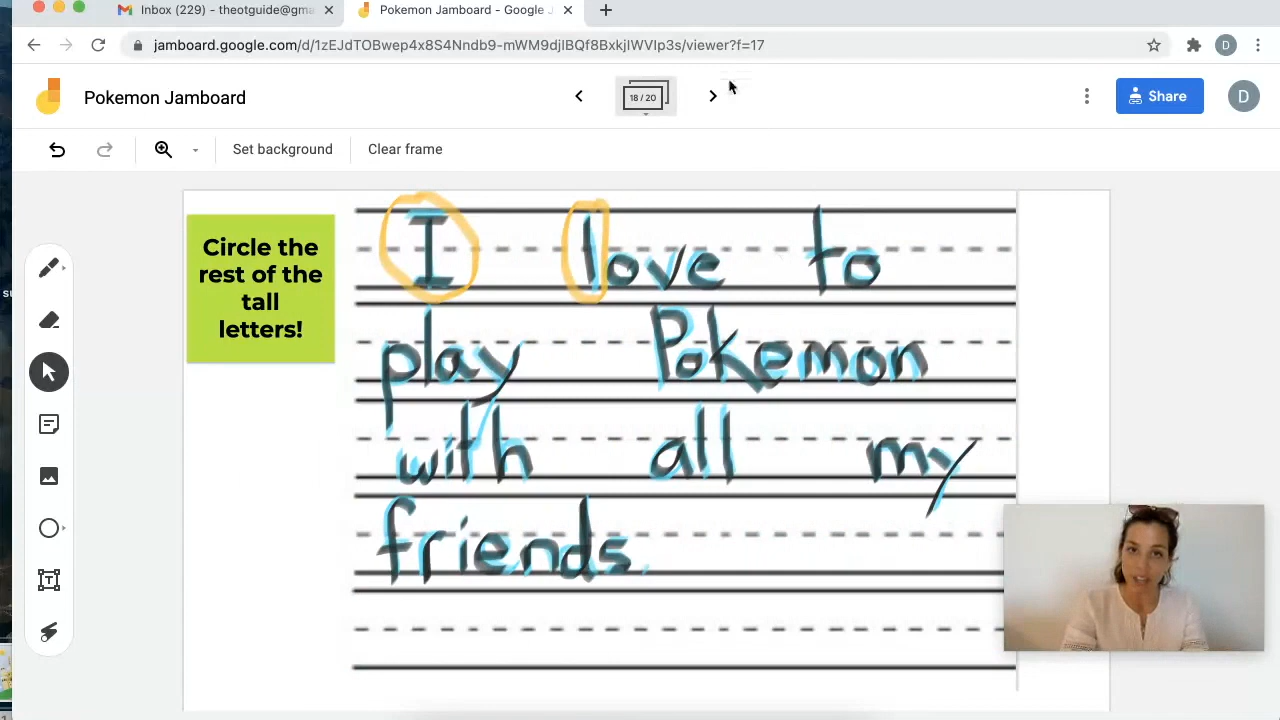 Inbox (229) - theotguide@gma
Pokemon Jamboard - Google J
jamboard.google.com/d/1zEJdTOBwep4x8S4Nndb9-mWM9djIBQf8BxkjIWVIp3s/viewer?f=17
D
Pokemon Jamboard
18 / 20
Share
D
Set background
Clear frame
Circle the
rest of the
tall
letters!
I love to
play Pokemon
with all my
friends.